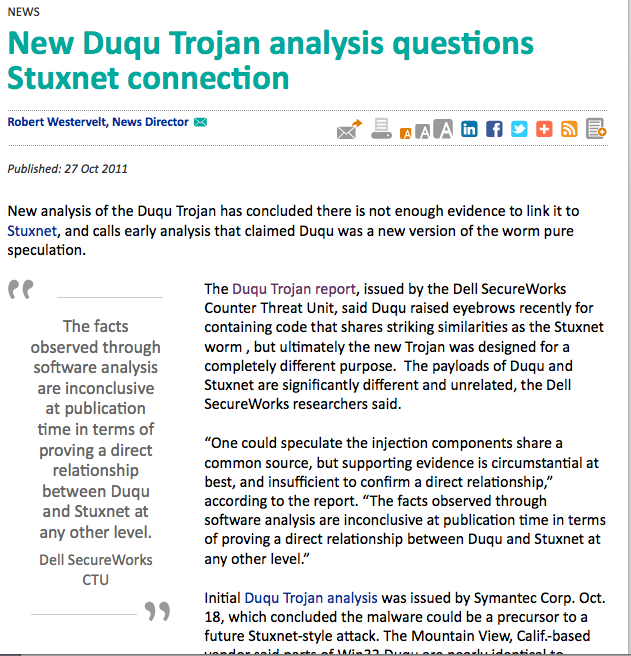 NEWS
New Duqu Trojan analysis questions
Stuxnet connection
Robert Westervelt, News Director
A A A in f +
Published: 27 Oct 2011
New analysis of the Duqu Trojan has concluded there is not enough evidence to link it to
Stuxnet, and calls early analysis that claimed Duqu was a new version of the worm pure
speculation.
“
The facts
observed through
software analysis
are inconclusive
at publication
time in terms of
proving a direct
relationship
between Duqu
and Stuxnet at
any other level.
Dell SecureWorks
CTU
”
The Duqu Trojan report, issued by the Dell SecureWorks
Counter Threat Unit, said Duqu raised eyebrows recently for
containing code that shares striking similarities as the Stuxnet
worm , but ultimately the new Trojan was designed for a
completely different purpose.  The payloads of Duqu and
Stuxnet are significantly different and unrelated, the Dell
SecureWorks researchers said.
“One could speculate the injection components share a
common source, but supporting evidence is circumstantial at
best, and insufficient to confirm a direct relationship,”
according to the report. “The facts observed through
software analysis are inconclusive at publication time in terms
of proving a direct relationship between Duqu and Stuxnet at
any other level.”
Initial Duqu Trojan analysis was issued by Symantec Corp. Oct.
18, which concluded the malware could be a precursor to a
future Stuxnet-style attack. The Mountain View, Calif.-based
vendor said parts of Win32 Duqu are nearly identical to